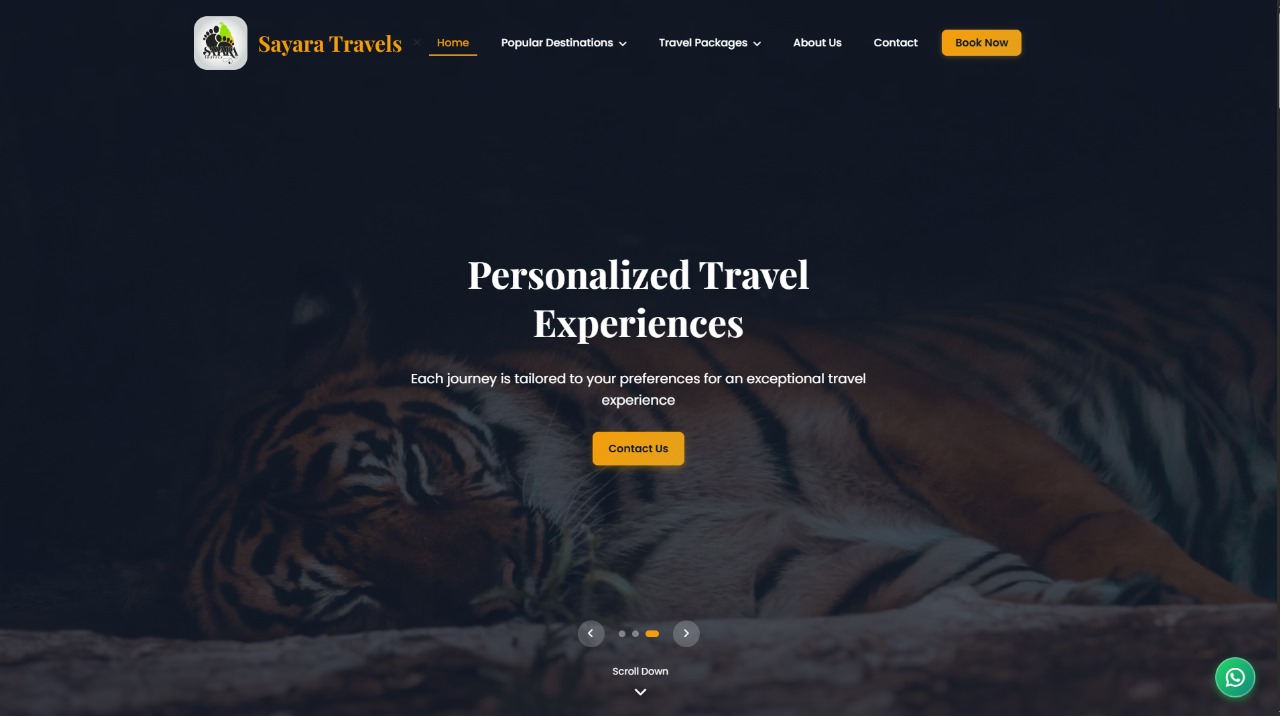 Sayara Travels
Home
Popular Destinations
Travel Packages
About Us
Contact
Book Now
Personalized Travel
Experiences
Each journey is tailored to your preferences for an exceptional travel
experience
Contact Us
Scroll Down